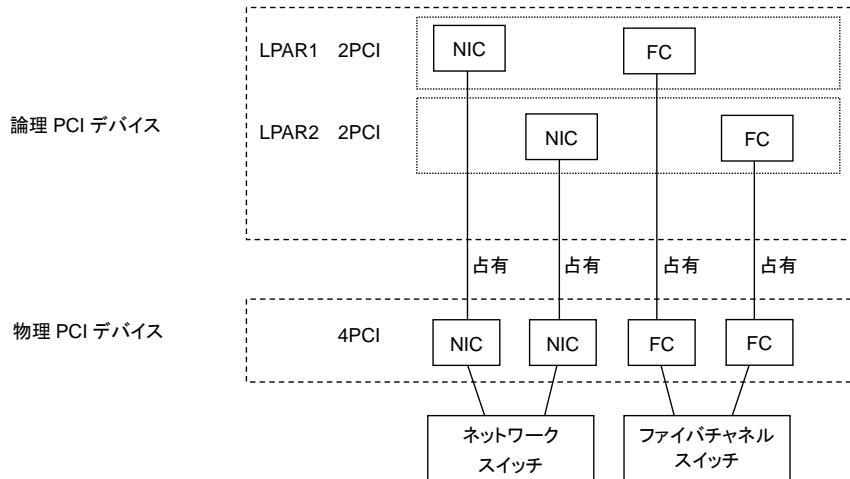 LPAR1 2PCI NIC FC
論理 PCI デバイス
LPAR2 2PCI NIC FC
占有 占有 占有 占有
物理 PCI デバイス 4PCI NIC NIC FC FC
ネットワーク
スイッチ
ファイバチャネル
スイッチ